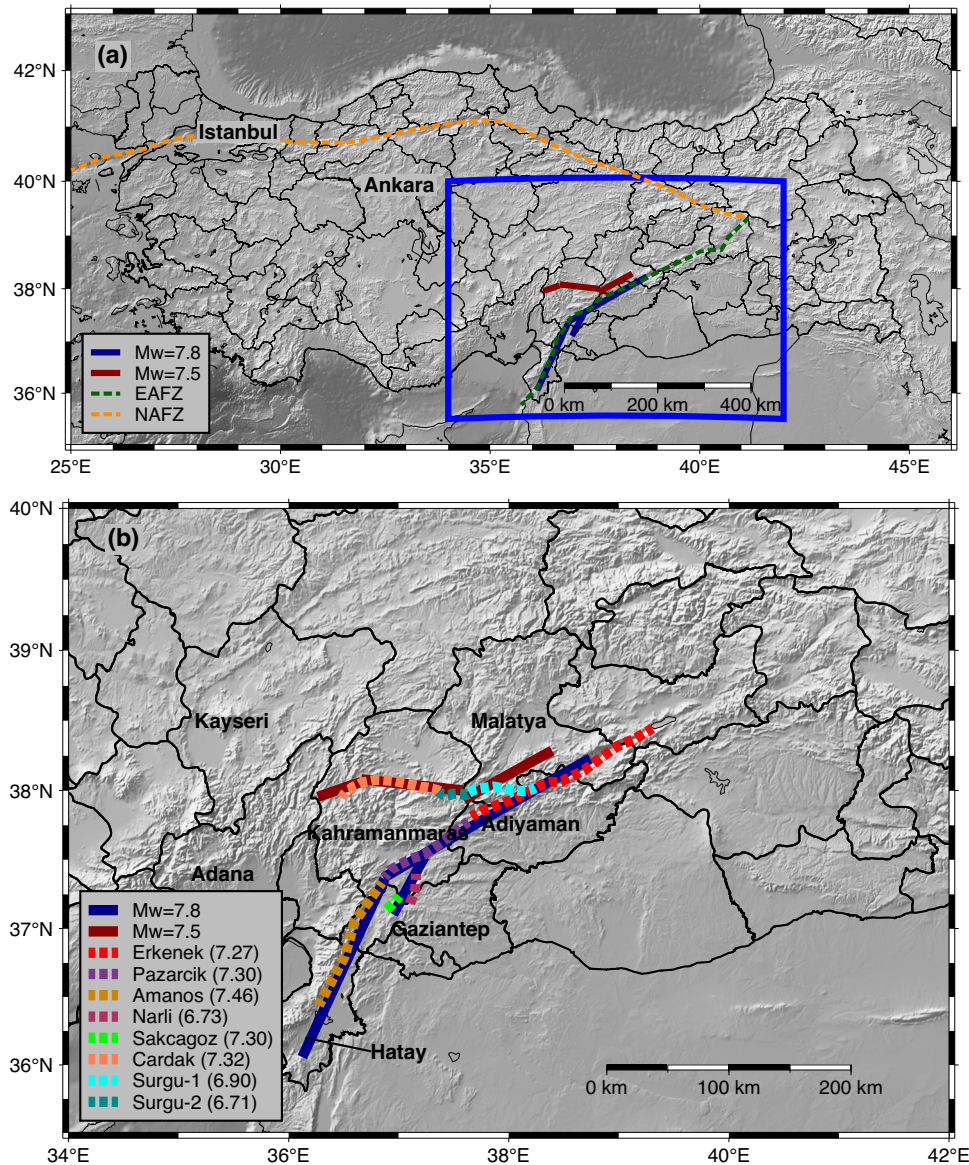 (a)
42°N
Istanbul
40°N
Ankara
38°N
Mw=7.8
Mw=7.5
36°N
EAFZ
0 km
200 km
400 km
NAFZ
25°E
30°E
35°E
40°E
45°E
40°N
(b)
39°N
Kayseri
Malatya
38°N
Kahramanmaras
Adiyaman
Adana
Mw=7.8
37°N
Mw=7.5
Gaziantep
Erkenek (7.27)
Pazarcik (7.30)
Amanos (7.46)
Narli (6.73)
Sakcagoz (7.30)
Hatay
36°N
Cardak (7.32)
0 km
100 km
200 km
Surgu-1 (6.90)
Surgu-2 (6.71)
34°E
36°E
38°E
40°E
42°E